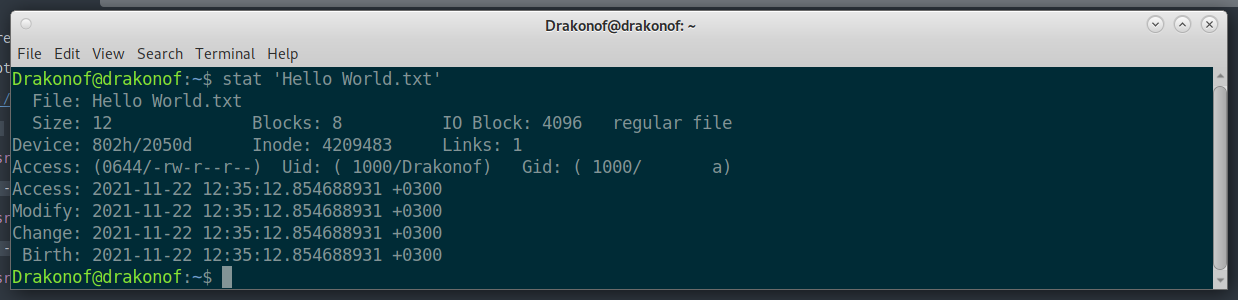 Drakonof@drakonof: ~
File Edit View Search Terminal Help
Drakonof@drakonof:~$ stat 'Hello World.txt'
  File: Hello World.txt
  Size: 12              Blocks: 8          IO Block: 4096   regular file
Device: 802h/2050d      Inode: 4209483     Links: 1
Access: (0644/-rw-r--r--)  Uid: ( 1000/Drakonof)   Gid: ( 1000/       a)
Access: 2021-11-22 12:35:12.854688931 +0300
Modify: 2021-11-22 12:35:12.854688931 +0300
Change: 2021-11-22 12:35:12.854688931 +0300
 Birth: 2021-11-22 12:35:12.854688931 +0300
Drakonof@drakonof:~$